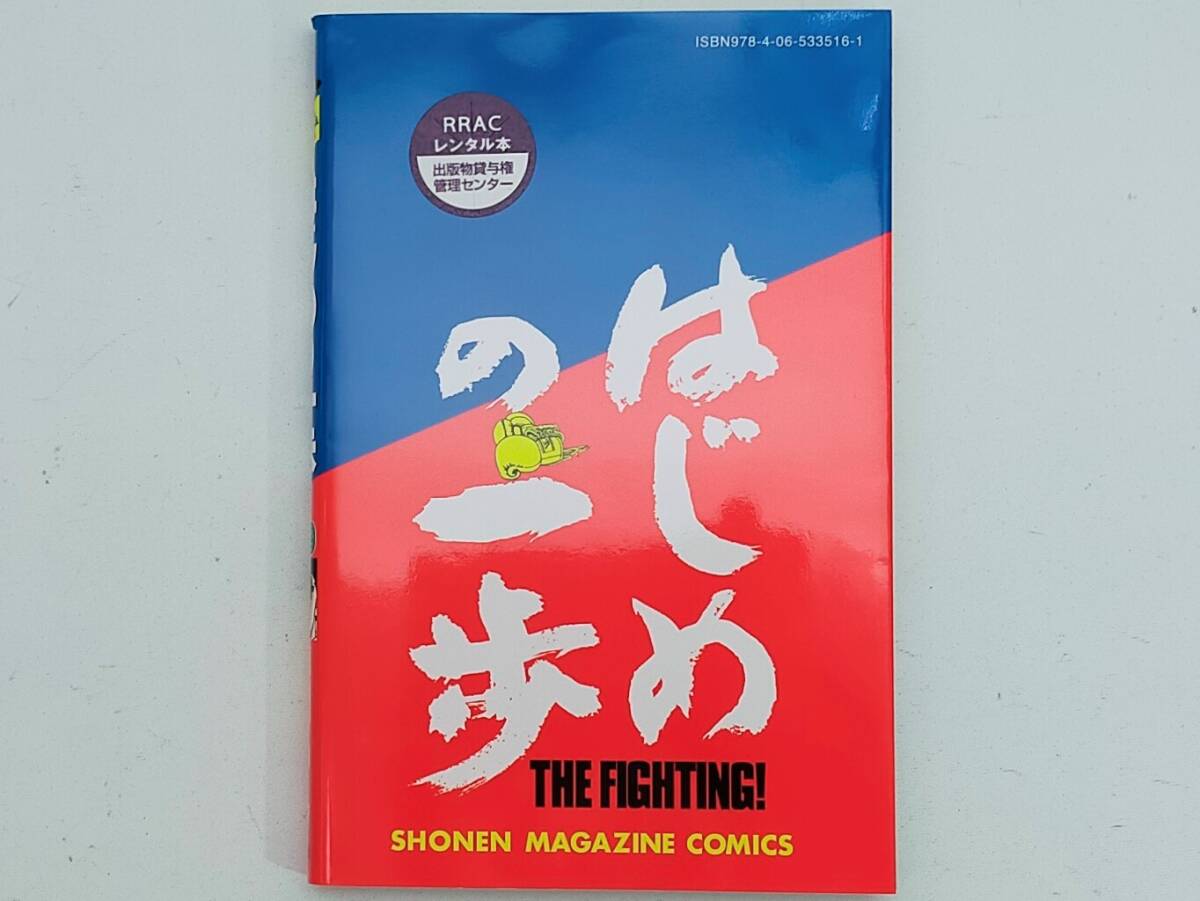 ISBN978-4-06-533516-1
RRAC
レンタル本
出版物貸与権
管理センター
はじめ
の一歩
THE FIGHTING!
SHONEN MAGAZINE COMICS